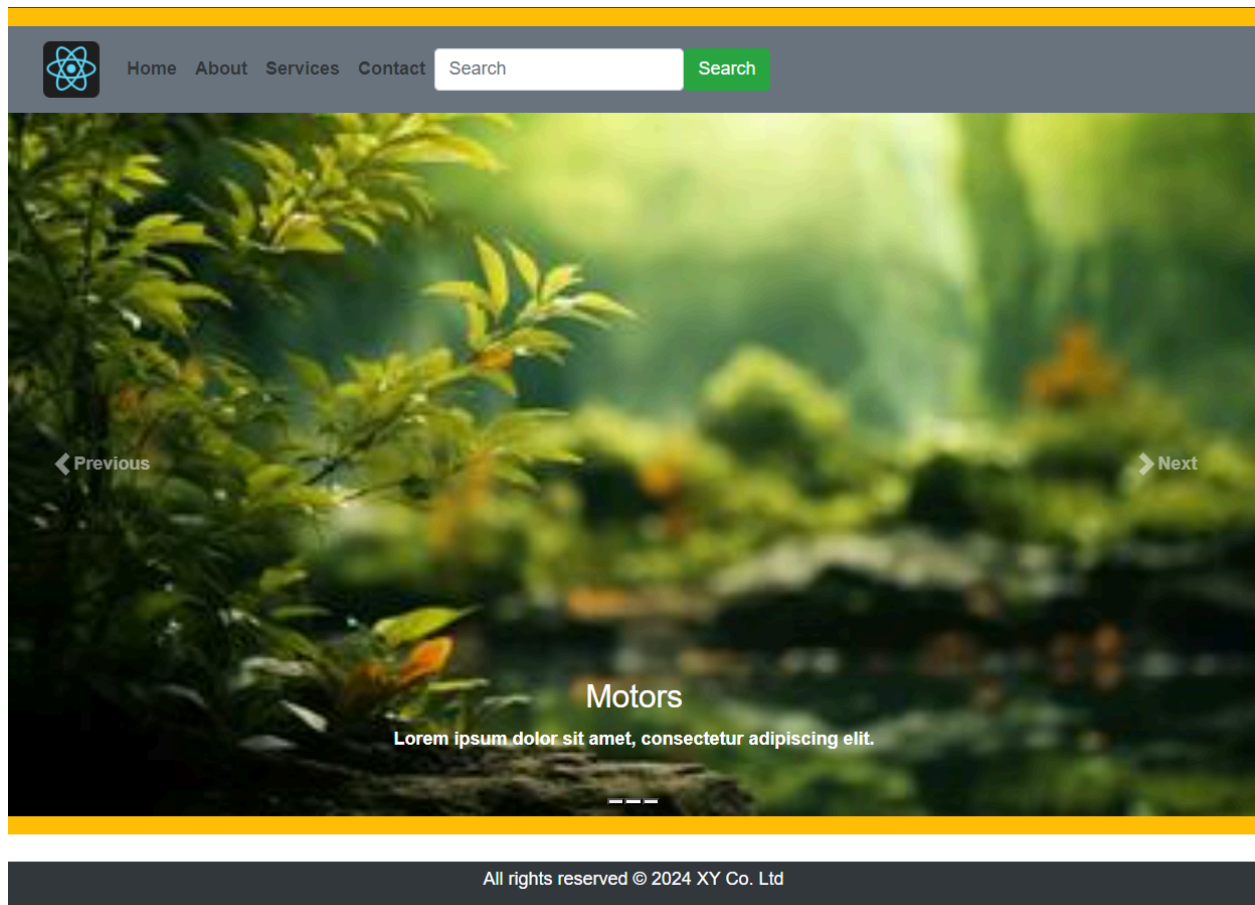 Home About Services Contact Search Search
Previous
Next
Motors
Lorem ipsum dolor sit amet, consectetur adipiscing elit.
All rights reserved © 2024 XY Co. Ltd